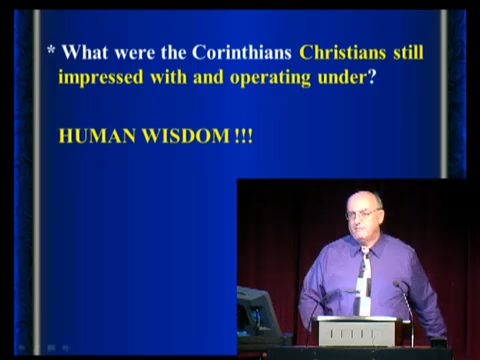 * What were the Corinthians Christians still
impressed with and operating under?
HUMAN WISDOM !!!